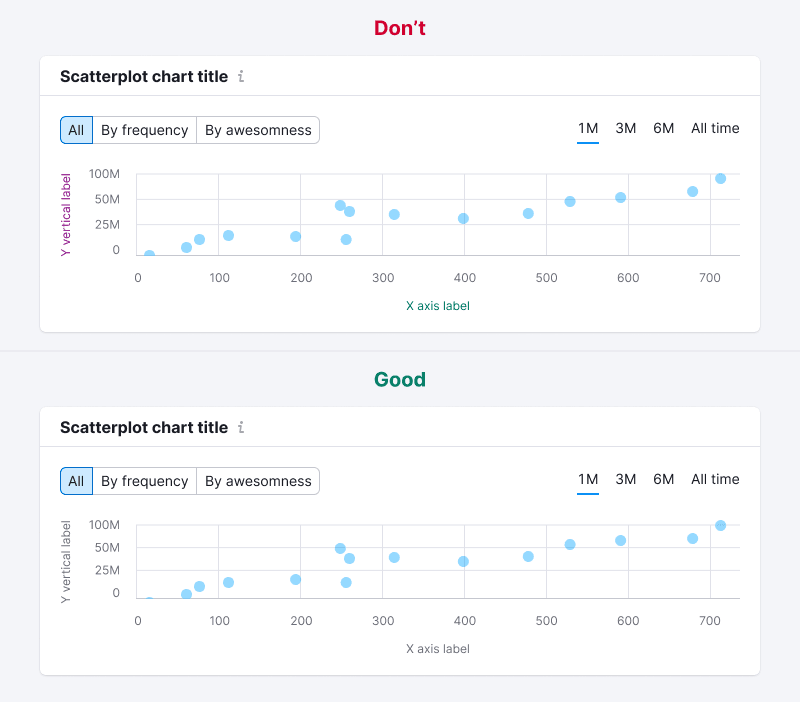 Don’t
Scatterplot chart title i
All By frequency By awesomness 1M 3M 6M All time
Y vertical label
100M
50M
25M
0
0 100 200 300 400 500 600 700
X axis label
Good
Scatterplot chart title i
All By frequency By awesomness 1M 3M 6M All time
Y vertical label
100M
50M
25M
0
0 100 200 300 400 500 600 700
X axis label